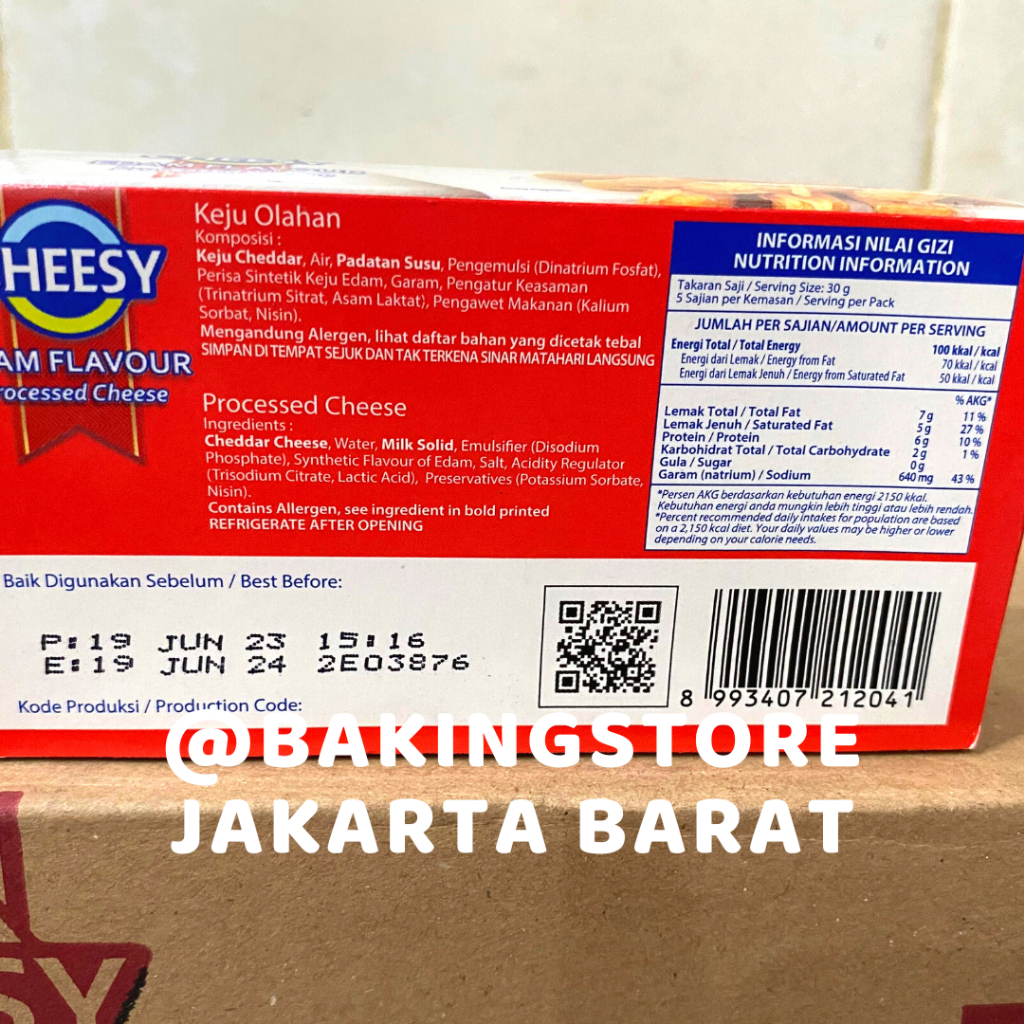 HEESY
AM FLAVOUR
rocessed Cheese
Keju Olahan
Komposisi :
Keju Cheddar, Air, Padatan Susu, Pengemulsi (Dinatrium Fosfat),
Perisa Sintetik Keju Edam, Garam, Pengatur Keasaman
(Trinatrium Sitrat, Asam Laktat), Pengawet Makanan (Kalium
Sorbat, Nisin).
Mengandung Alergen, lihat daftar bahan yang dicetak tebal
SIMPAN DI TEMPAT SEJUK DAN TAK TERKENA SINAR MATAHARI LANGSUNG
Processed Cheese
Ingredients :
Cheddar Cheese, Water, Milk Solid, Emulsifier (Disodium
Phosphate), Synthetic Flavour of Edam, Salt, Acidity Regulator
(Trisodium Citrate, Lactic Acid), Preservatives (Potassium Sorbate,
Nisin).
Contains Allergen, see ingredient in bold printed
REFRIGERATE AFTER OPENING
INFORMASI NILAI GIZI
NUTRITION INFORMATION
Takaran Saji / Serving Size: 30 g
5 Sajian per Kemasan / Serving per Pack
JUMLAH PER SAJIAN/AMOUNT PER SERVING
Energi Total / Total Energy 100 kkal / kcal
Energi dari Lemak / Energy from Fat 70 kkal / kcal
Energi dari Lemak Jenuh / Energy from Saturated Fat 50 kkal / kcal
% AKG*
Lemak Total / Total Fat 7 g 11 %
Lemak Jenuh / Saturated Fat 5 g 27 %
Protein / Protein 6 g 10 %
Karbohidrat Total / Total Carbohydrate 2 g 1 %
Gula / Sugar 0 g
Garam (natrium) / Sodium 640 mg 43 %
*Persen AKG berdasarkan kebutuhan energi 2150 kkal.
Kebutuhan energi anda mungkin lebih tinggi atau lebih rendah.
*Percent recommended daily intakes for population are based
on a 2,150 kcal diet. Your daily values may be higher or lower
depending on your calorie needs.
Baik Digunakan Sebelum / Best Before:
P:19 JUN 23 15:16
E:19 JUN 24 2E03876
Kode Produksi / Production Code:
8 993407 212041
@BAKINGSTORE
JAKARTA BARAT
SY